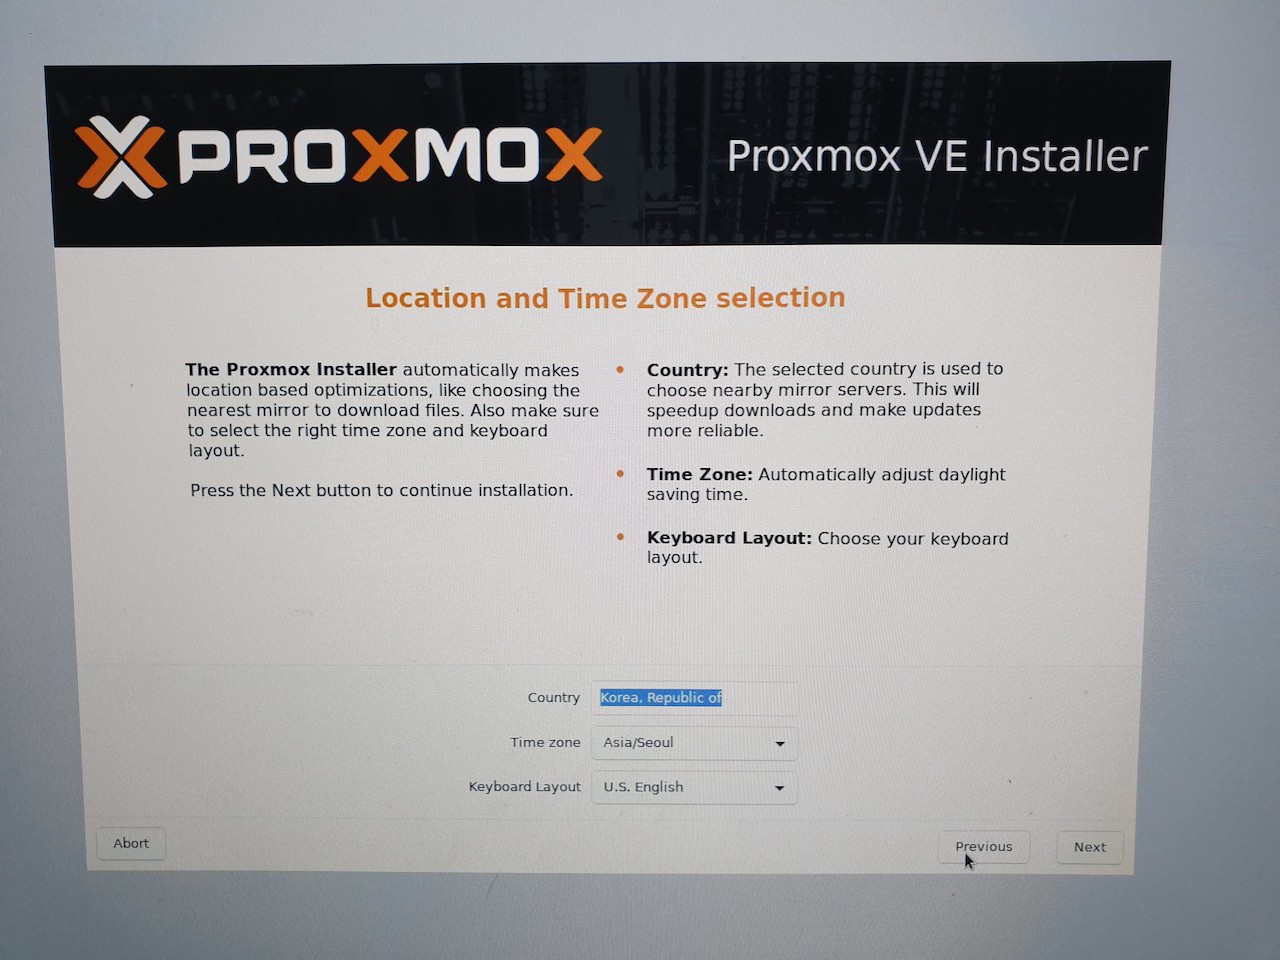 PROXMOX
Proxmox VE Installer
Location and Time Zone selection
The Proxmox Installer automatically makes
location based optimizations, like choosing the
nearest mirror to download files. Also make sure
to select the right time zone and keyboard
layout.
Press the Next button to continue installation.
• Country: The selected country is used to
choose nearby mirror servers. This will
speedup downloads and make updates
more reliable.
• Time Zone: Automatically adjust daylight
saving time.
• Keyboard Layout: Choose your keyboard
layout.
Country Korea, Republic of
Time zone Asia/Seoul
Keyboard Layout U.S. English
Abort Previous Next